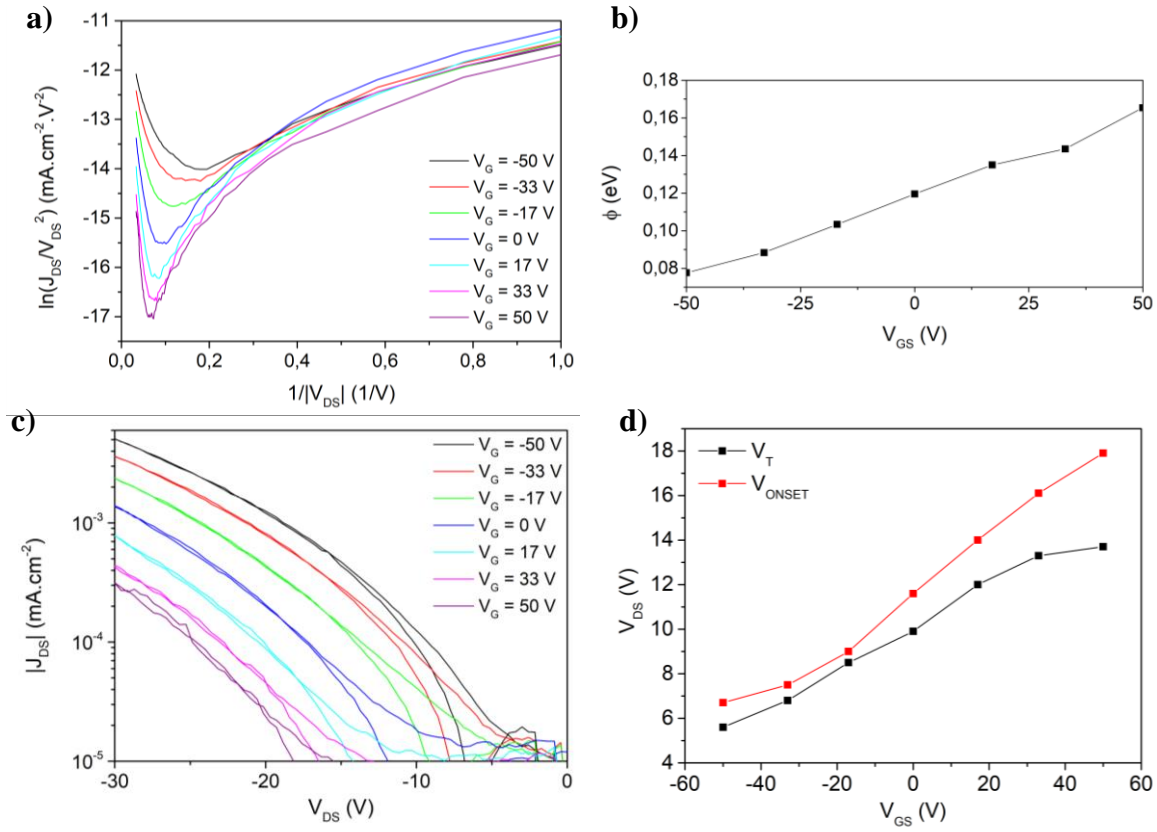 a)
ln(J_DS/V_DS^2) (mA.cm^-2.V^-2)
-11
-12
-13
-14
-15
-16
-17
V_G = -50 V
V_G = -33 V
V_G = -17 V
V_G = 0 V
V_G = 17 V
V_G = 33 V
V_G = 50 V
0,0 0,2 0,4 0,6 0,8 1,0
1/|V_DS| (1/V)
b)
ϕ (eV)
0,18
0,16
0,14
0,12
0,10
0,08
-50 -25 0 25 50
V_GS (V)
c)
|J_DS| (mA.cm^-2)
10^-3
10^-4
10^-5
V_G = -50 V
V_G = -33 V
V_G = -17 V
V_G = 0 V
V_G = 17 V
V_G = 33 V
V_G = 50 V
-30 -20 -10 0
V_DS (V)
d)
V_DS (V)
18
16
14
12
10
8
6
4
V_T
V_ONSET
-60 -40 -20 0 20 40 60
V_GS (V)